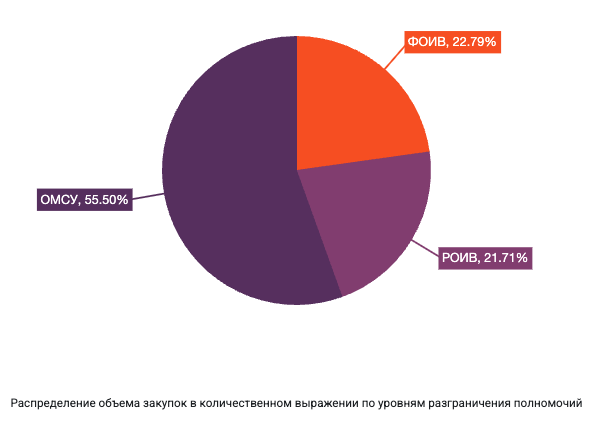 ФОИВ, 22.79%
ОМСУ, 55.50%
РОИВ, 21.71%
Распределение объема закупок в количественном выражении по уровням разграничения полномочий